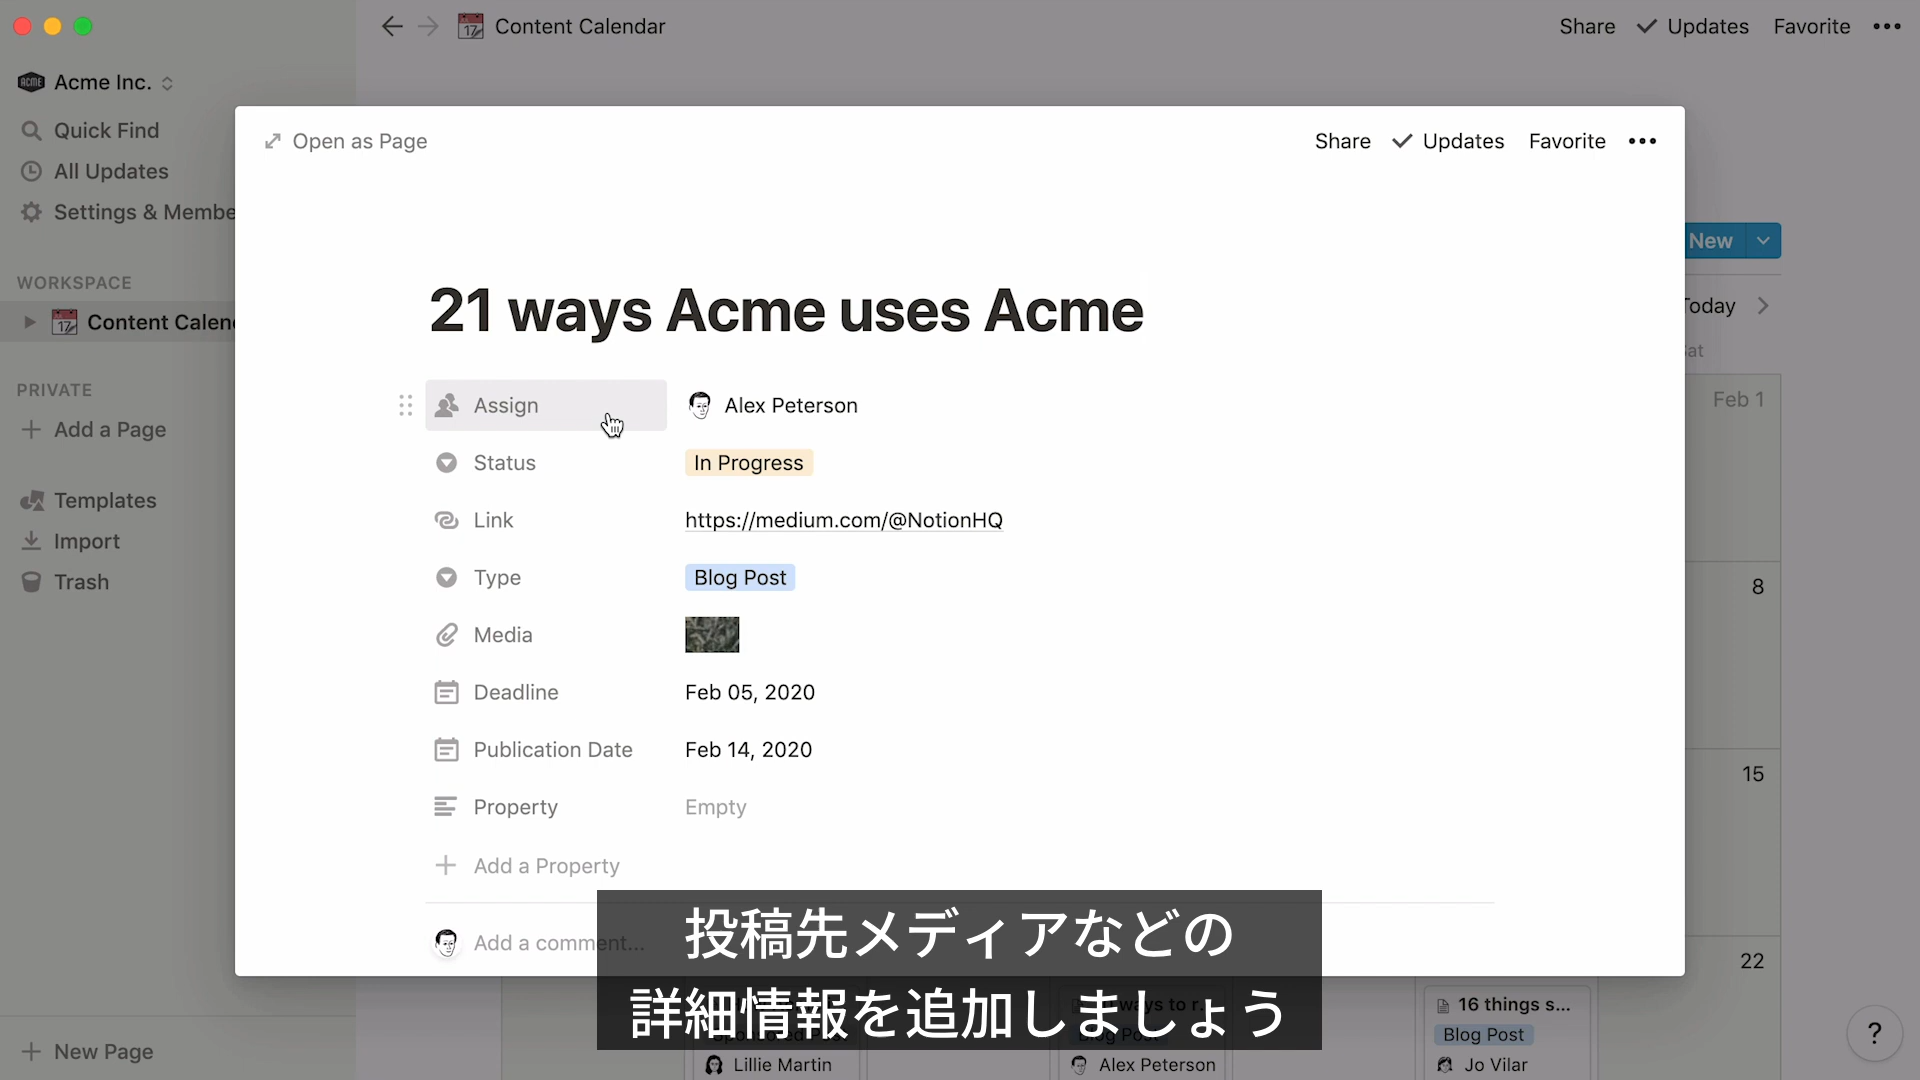 Content Calendar
Share
Updates
Favorite
Acme Inc.
Quick Find
All Updates
Settings & Membe
WORKSPACE
Content Calen
PRIVATE
Add a Page
Templates
Import
Trash
New Page
Open as Page
Share
Updates
Favorite
21 ways Acme uses Acme
Assign Alex Peterson
Status In Progress
Link https://medium.com/@NotionHQ
Type Blog Post
Media
Deadline Feb 05, 2020
Publication Date Feb 14, 2020
Property Empty
Add a Property
Add a comment...
New
Today
Feb 1
8
15
22
16 things s...
Blog Post
Jo Vilar
Blog Post
Alex Peterson
Lillie Martin
投稿先メディアなどの
詳細情報を追加しましょう
?